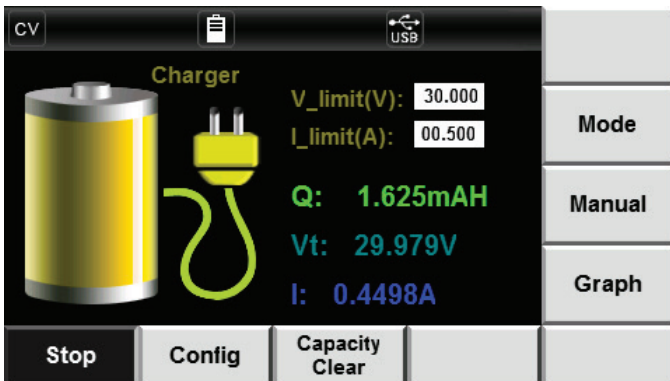 CV
USB
Charger
V_limit(V): 30.000
I_limit(A): 00.500
Q: 1.625mAH
Vt: 29.979V
I: 0.4498A
Mode
Manual
Graph
Stop
Config
Capacity
Clear